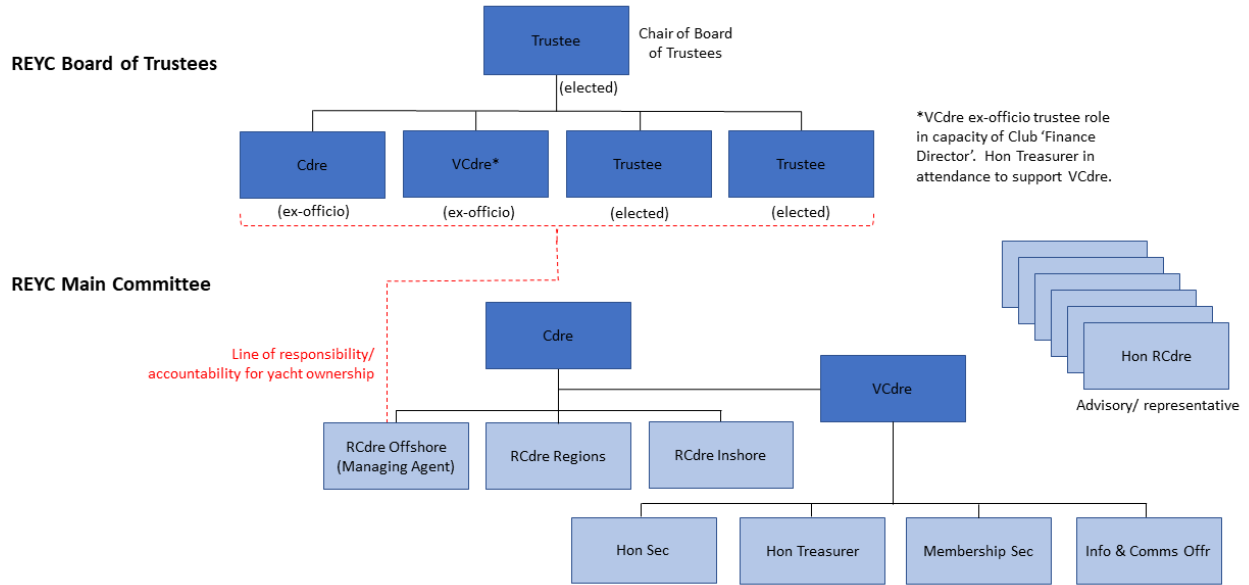 REYC Board of Trustees
Trustee
Chair of Board
of Trustees
(elected)
Cdre
VCdre*
Trustee
Trustee
(ex-officio)
(ex-officio)
(elected)
(elected)
*VCdre ex-officio trustee role
in capacity of Club ‘Finance
Director’.  Hon Treasurer in
attendance to support VCdre.
REYC Main Committee
Cdre
Line of responsibility/
accountability for yacht ownership
VCdre
Hon RCdre
Advisory/ representative
RCdre Offshore
(Managing Agent)
RCdre Regions
RCdre Inshore
Hon Sec
Hon Treasurer
Membership Sec
Info & Comms Offr